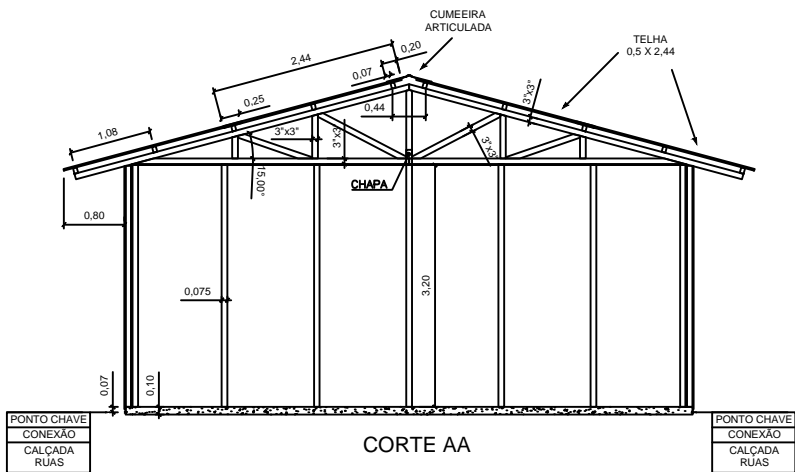 CUMEEIRA
ARTICULADA
TELHA
0,5 X 2,44
2,44
0,20
0,07
0,25
0,44
3"x3"
1,08
3"x3"
3"x3
3"x3"
3"x3"
15,00°
CHAPA
0,80
0,075
3,20
0,07
0,10
PONTO CHAVE
CONEXÃO
CALÇADA
RUAS
CORTE AA
PONTO CHAVE
CONEXÃO
CALÇADA
RUAS